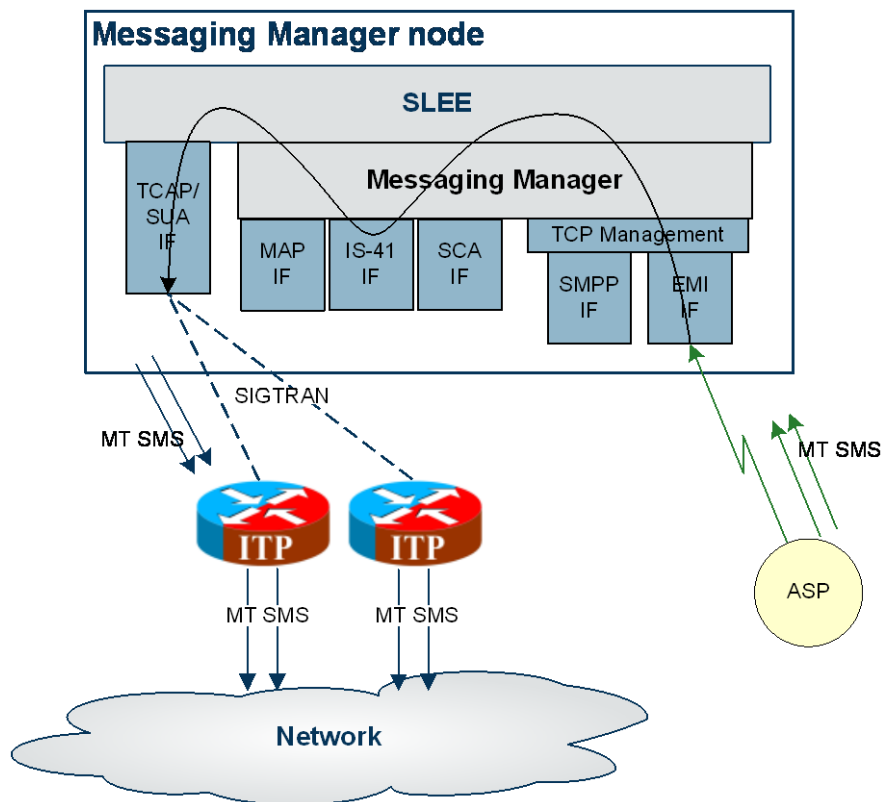 Messaging Manager node
SLEE
TCAP/
SUA
IF
Messaging Manager
MAP
IF
IS-41
IF
SCA
IF
TCP Management
SMPP
IF
EMI
IF
SIGTRAN
MT SMS
MT SMS
ITP
ITP
ASP
MT SMS
MT SMS
Network